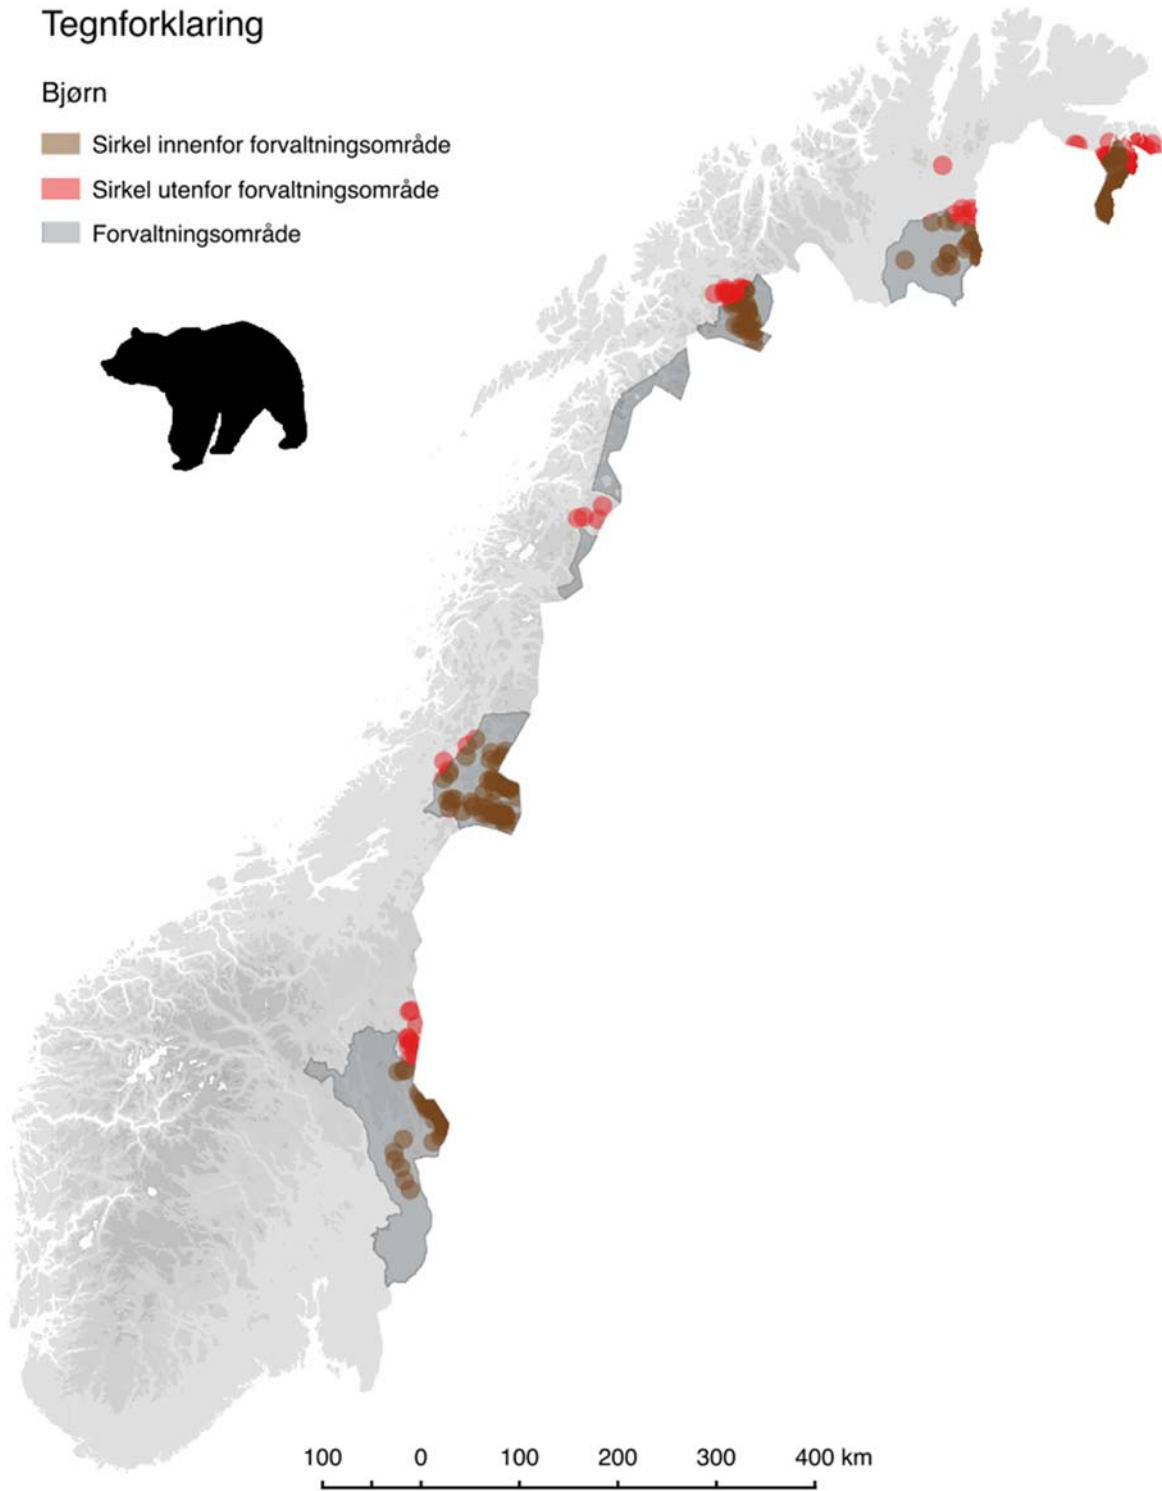 Tegnforklaring
Bjørn
Sirkel innenfor forvaltningsområde
Sirkel utenfor forvaltningsområde
Forvaltningsområde
100 0 100 200 300 400 km